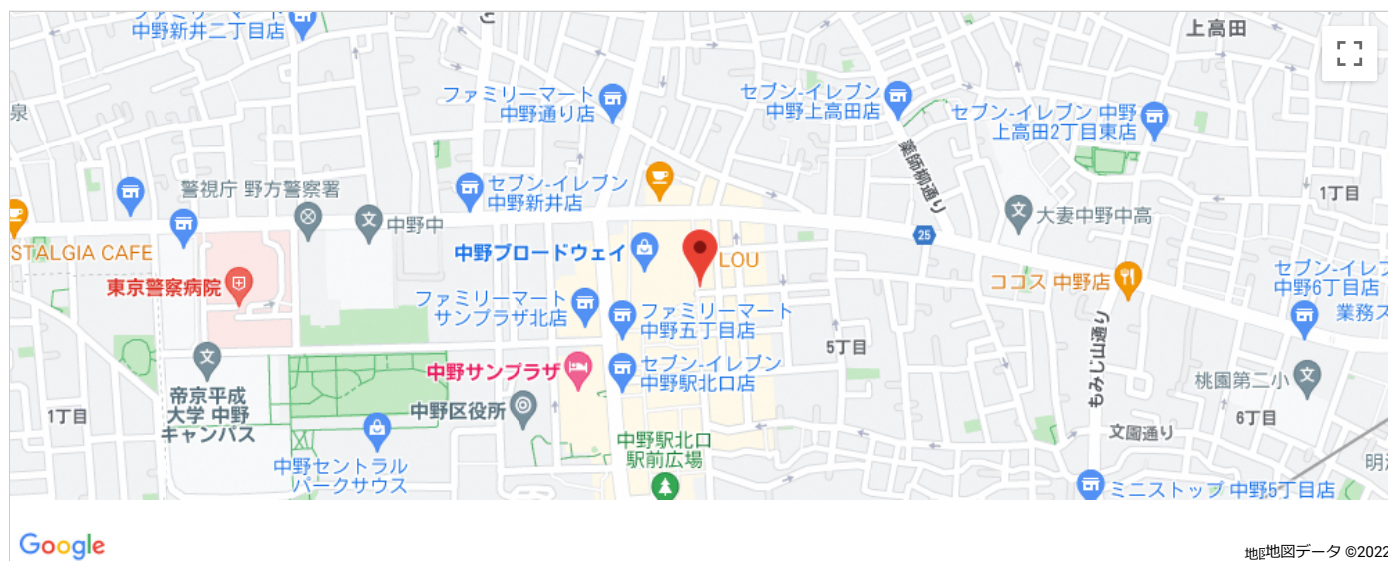 ファミリーマート
中野新井二丁目店
上高田
泉
ファミリーマート
中野通り店
セブン-イレブン
中野上高田店
セブン-イレブン 中野
上高田2丁目東店
薬師柳通り
警視庁 野方警察署
セブン-イレブン
中野新井店
1丁目
中野中
大妻中野中高
25
STALGIA CAFE
中野ブロードウェイ
LOU
東京警察病院
ココス 中野店
セブン-イレブ
中野6丁目店
ファミリーマート
サンプラザ北店
ファミリーマート
中野五丁目店
業務ス
5丁目
もみじ山通り
中野サンプラザ
セブン-イレブン
中野駅北口店
桃園第二小
帝京平成
大学 中野
キャンパス
1丁目
中野区役所
6丁目
文園通り
中野駅北口
駅前広場
中野セントラル
パークサウス
明
ミニストップ 中野5丁目店
Google
地図データ ©2022